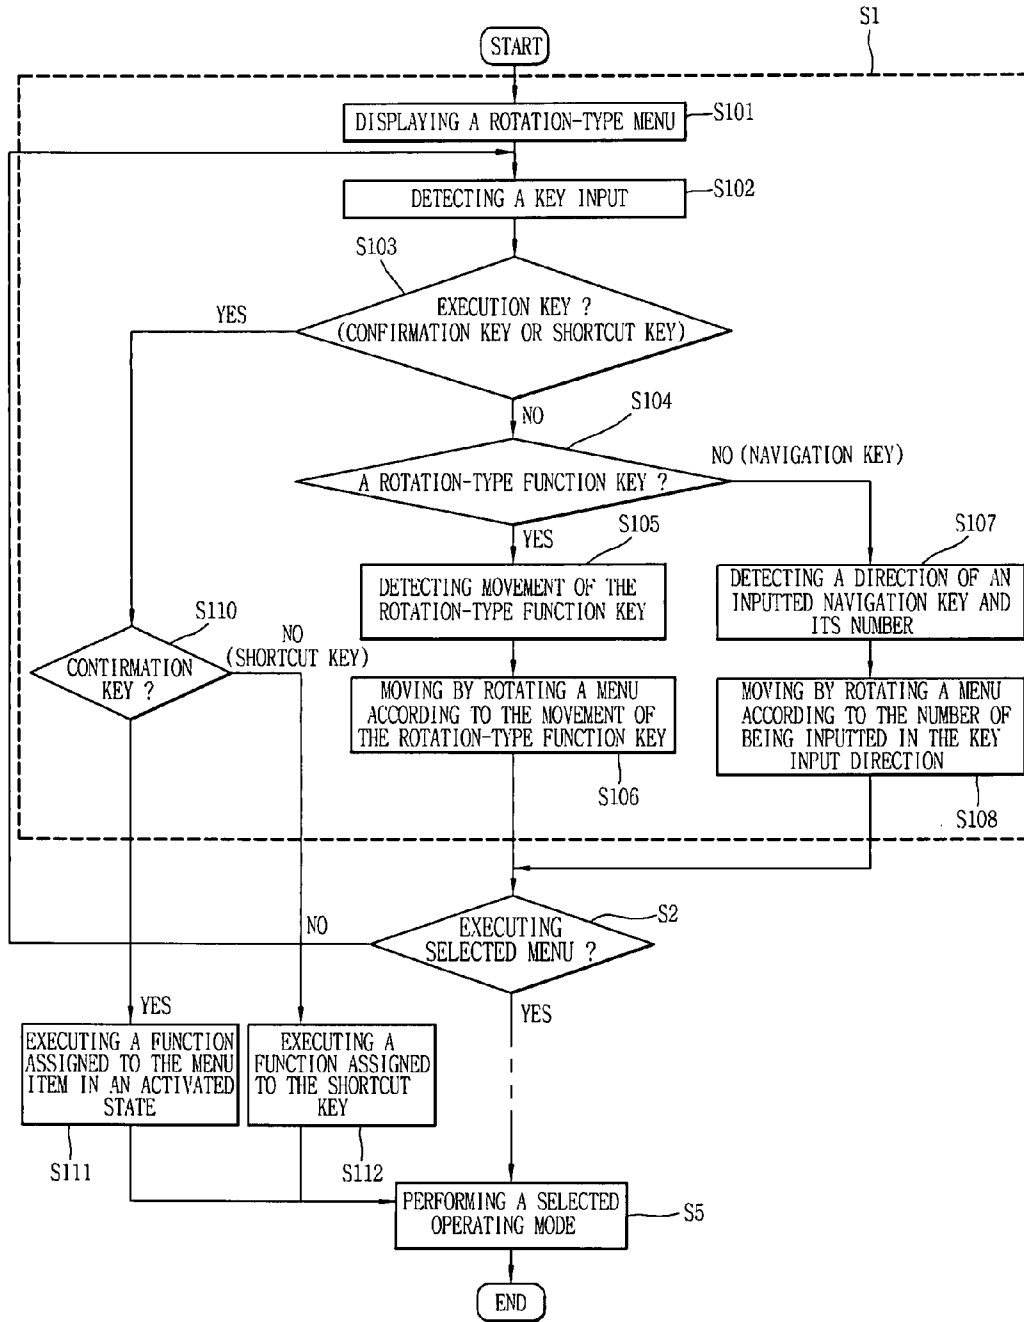 S1
START
DISPLAYING A ROTATION-TYPE MENU
S101
DETECTING A KEY INPUT
S102
S103
EXECUTION KEY ?
(CONFIRMATION KEY OR SHORTCUT KEY)
YES
NO
S104
A ROTATION-TYPE FUNCTION KEY ?
NO (NAVIGATION KEY)
YES
S105
DETECTING MOVEMENT OF THE
ROTATION-TYPE FUNCTION KEY
S107
DETECTING A DIRECTION OF AN
INPUTTED NAVIGATION KEY AND
ITS NUMBER
S110
CONTIRMATION
KEY ?
NO
(SHORTCUT KEY)
MOVING BY ROTATING A MENU
ACCORDING TO THE MOVEMENT OF
THE ROTATION-TYPE FUNCTION KEY
S106
MOVING BY ROTATING A MENU
ACCORDING TO THE NUMBER OF
BEING INPUTTED IN THE KEY
INPUT DIRECTION
S108
EXECUTING
SELECTED MENU ?
S2
NO
YES
YES
EXECUTING A FUNCTION
ASSIGNED TO THE MENU
ITEM IN AN ACTIVATED
STATE
S111
EXECUTING A
FUNCTION ASSIGNED
TO THE SHORTCUT
KEY
S112
PERFORMING A SELECTED
OPERATING MODE
S5
END